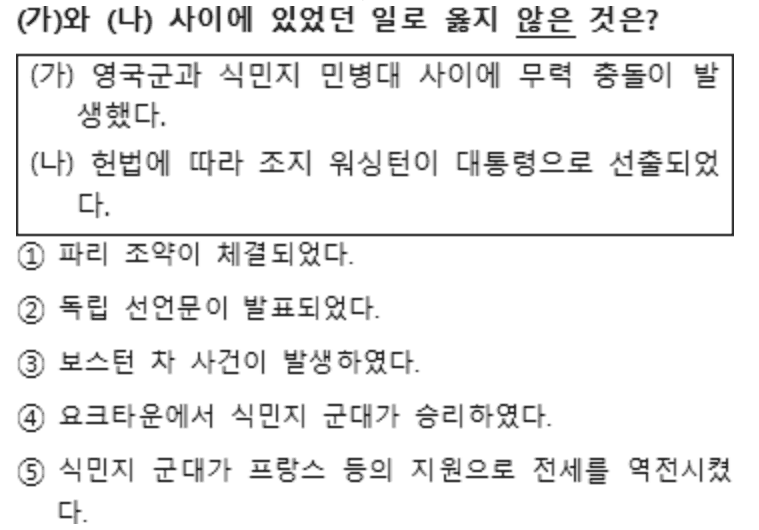 (가)와 (나) 사이에 있었던 일로 옳지 않은 것은?
(가) 영국군과 식민지 민병대 사이에 무력 충돌이 발
생했다.
(나) 헌법에 따라 조지 워싱턴이 대통령으로 선출되었
다.
① 파리 조약이 체결되었다.
② 독립 선언문이 발표되었다.
③ 보스턴 차 사건이 발생하였다.
④ 요크타운에서 식민지 군대가 승리하였다.
⑤ 식민지 군대가 프랑스 등의 지원으로 전세를 역전시켰
다.